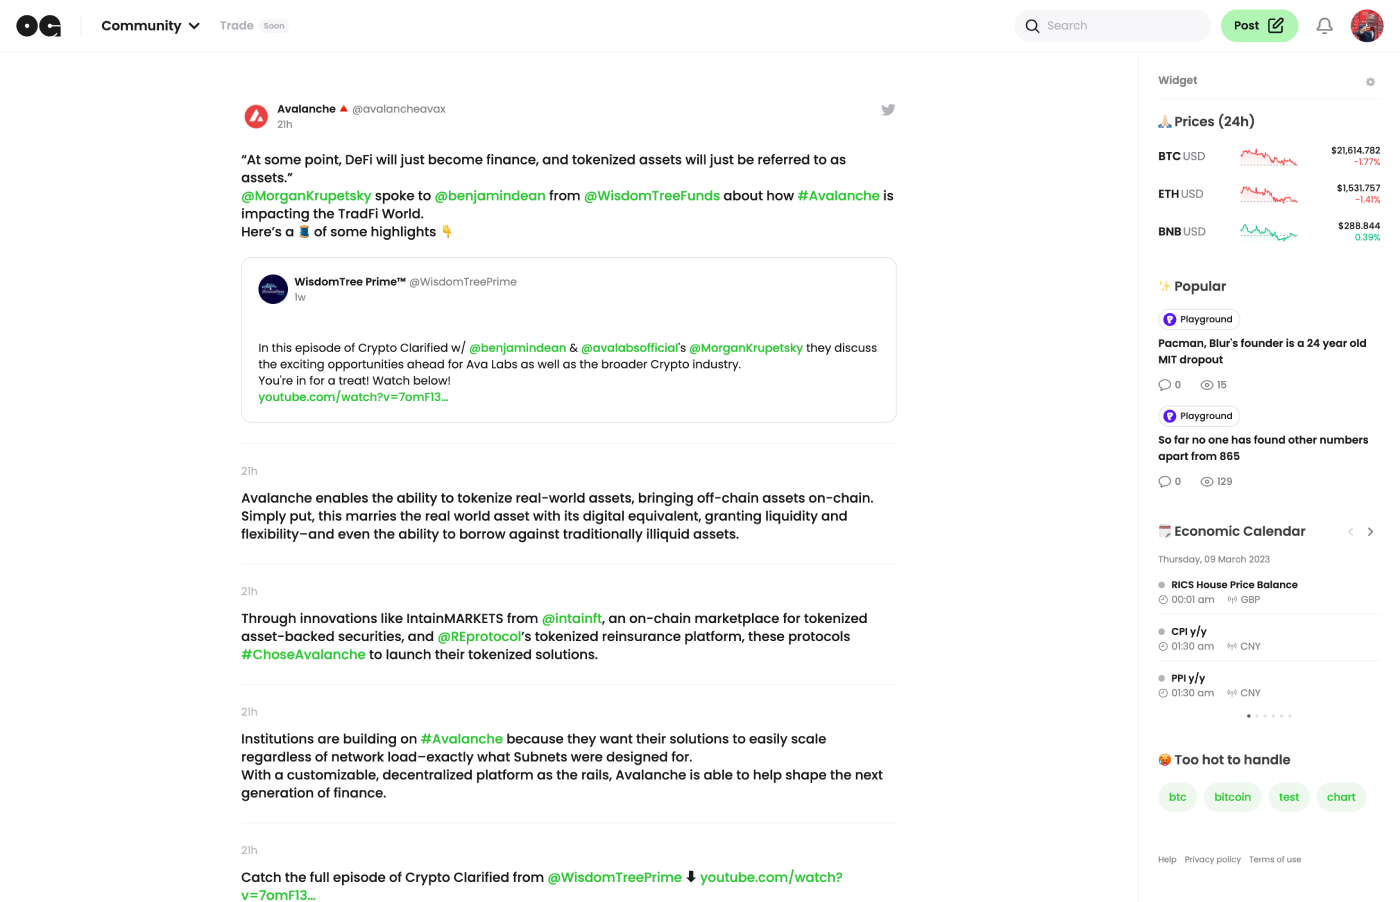 OG
Community
Trade Soon
Search
Post
Avalanche 🔺 @avalancheavax
21h
“At some point, DeFi will just become finance, and tokenized assets will just be referred to as
assets.”
@MorganKrupetsky spoke to @benjamindean from @WisdomTreeFunds about how #Avalanche is
impacting the TradFi World.
Here’s a 🧵 of some highlights 👇
WisdomTree Prime™ @WisdomTreePrime
1w
In this episode of Crypto Clarified w/ @benjamindean & @avalabsofficial's @MorganKrupetsky they discuss
the exciting opportunities ahead for Ava Labs as well as the broader Crypto industry.
You're in for a treat! Watch below!
youtube.com/watch?v=7omF13...
21h
Avalanche enables the ability to tokenize real-world assets, bringing off-chain assets on-chain.
Simply put, this marries the real world asset with its digital equivalent, granting liquidity and
flexibility–and even the ability to borrow against traditionally illiquid assets.
21h
Through innovations like IntainMARKETS from @intainft, an on-chain marketplace for tokenized
asset-backed securities, and @REprotocol’s tokenized reinsurance platform, these protocols
#ChoseAvalanche to launch their tokenized solutions.
21h
Institutions are building on #Avalanche because they want their solutions to easily scale
regardless of network load–exactly what Subnets were designed for.
With a customizable, decentralized platform as the rails, Avalanche is able to help shape the next
generation of finance.
21h
Catch the full episode of Crypto Clarified from @WisdomTreePrime ⬇ youtube.com/watch?
v=7omF13...
Widget
🙏🏻 Prices (24h)
BTC USD $21,614.782
-1.77%
ETH USD $1,531.757
-1.41%
BNB USD $288.844
0.39%
✨ Popular
Playground
Pacman, Blur's founder is a 24 year old
MIT dropout
0 15
Playground
So far no one has found other numbers
apart from 865
0 129
🗓 Economic Calendar
Thursday, 09 March 2023
RICS House Price Balance
00:01 am GBP
CPI y/y
01:30 am CNY
PPI y/y
01:30 am CNY
🥵 Too hot to handle
btc bitcoin test chart
Help Privacy policy Terms of use